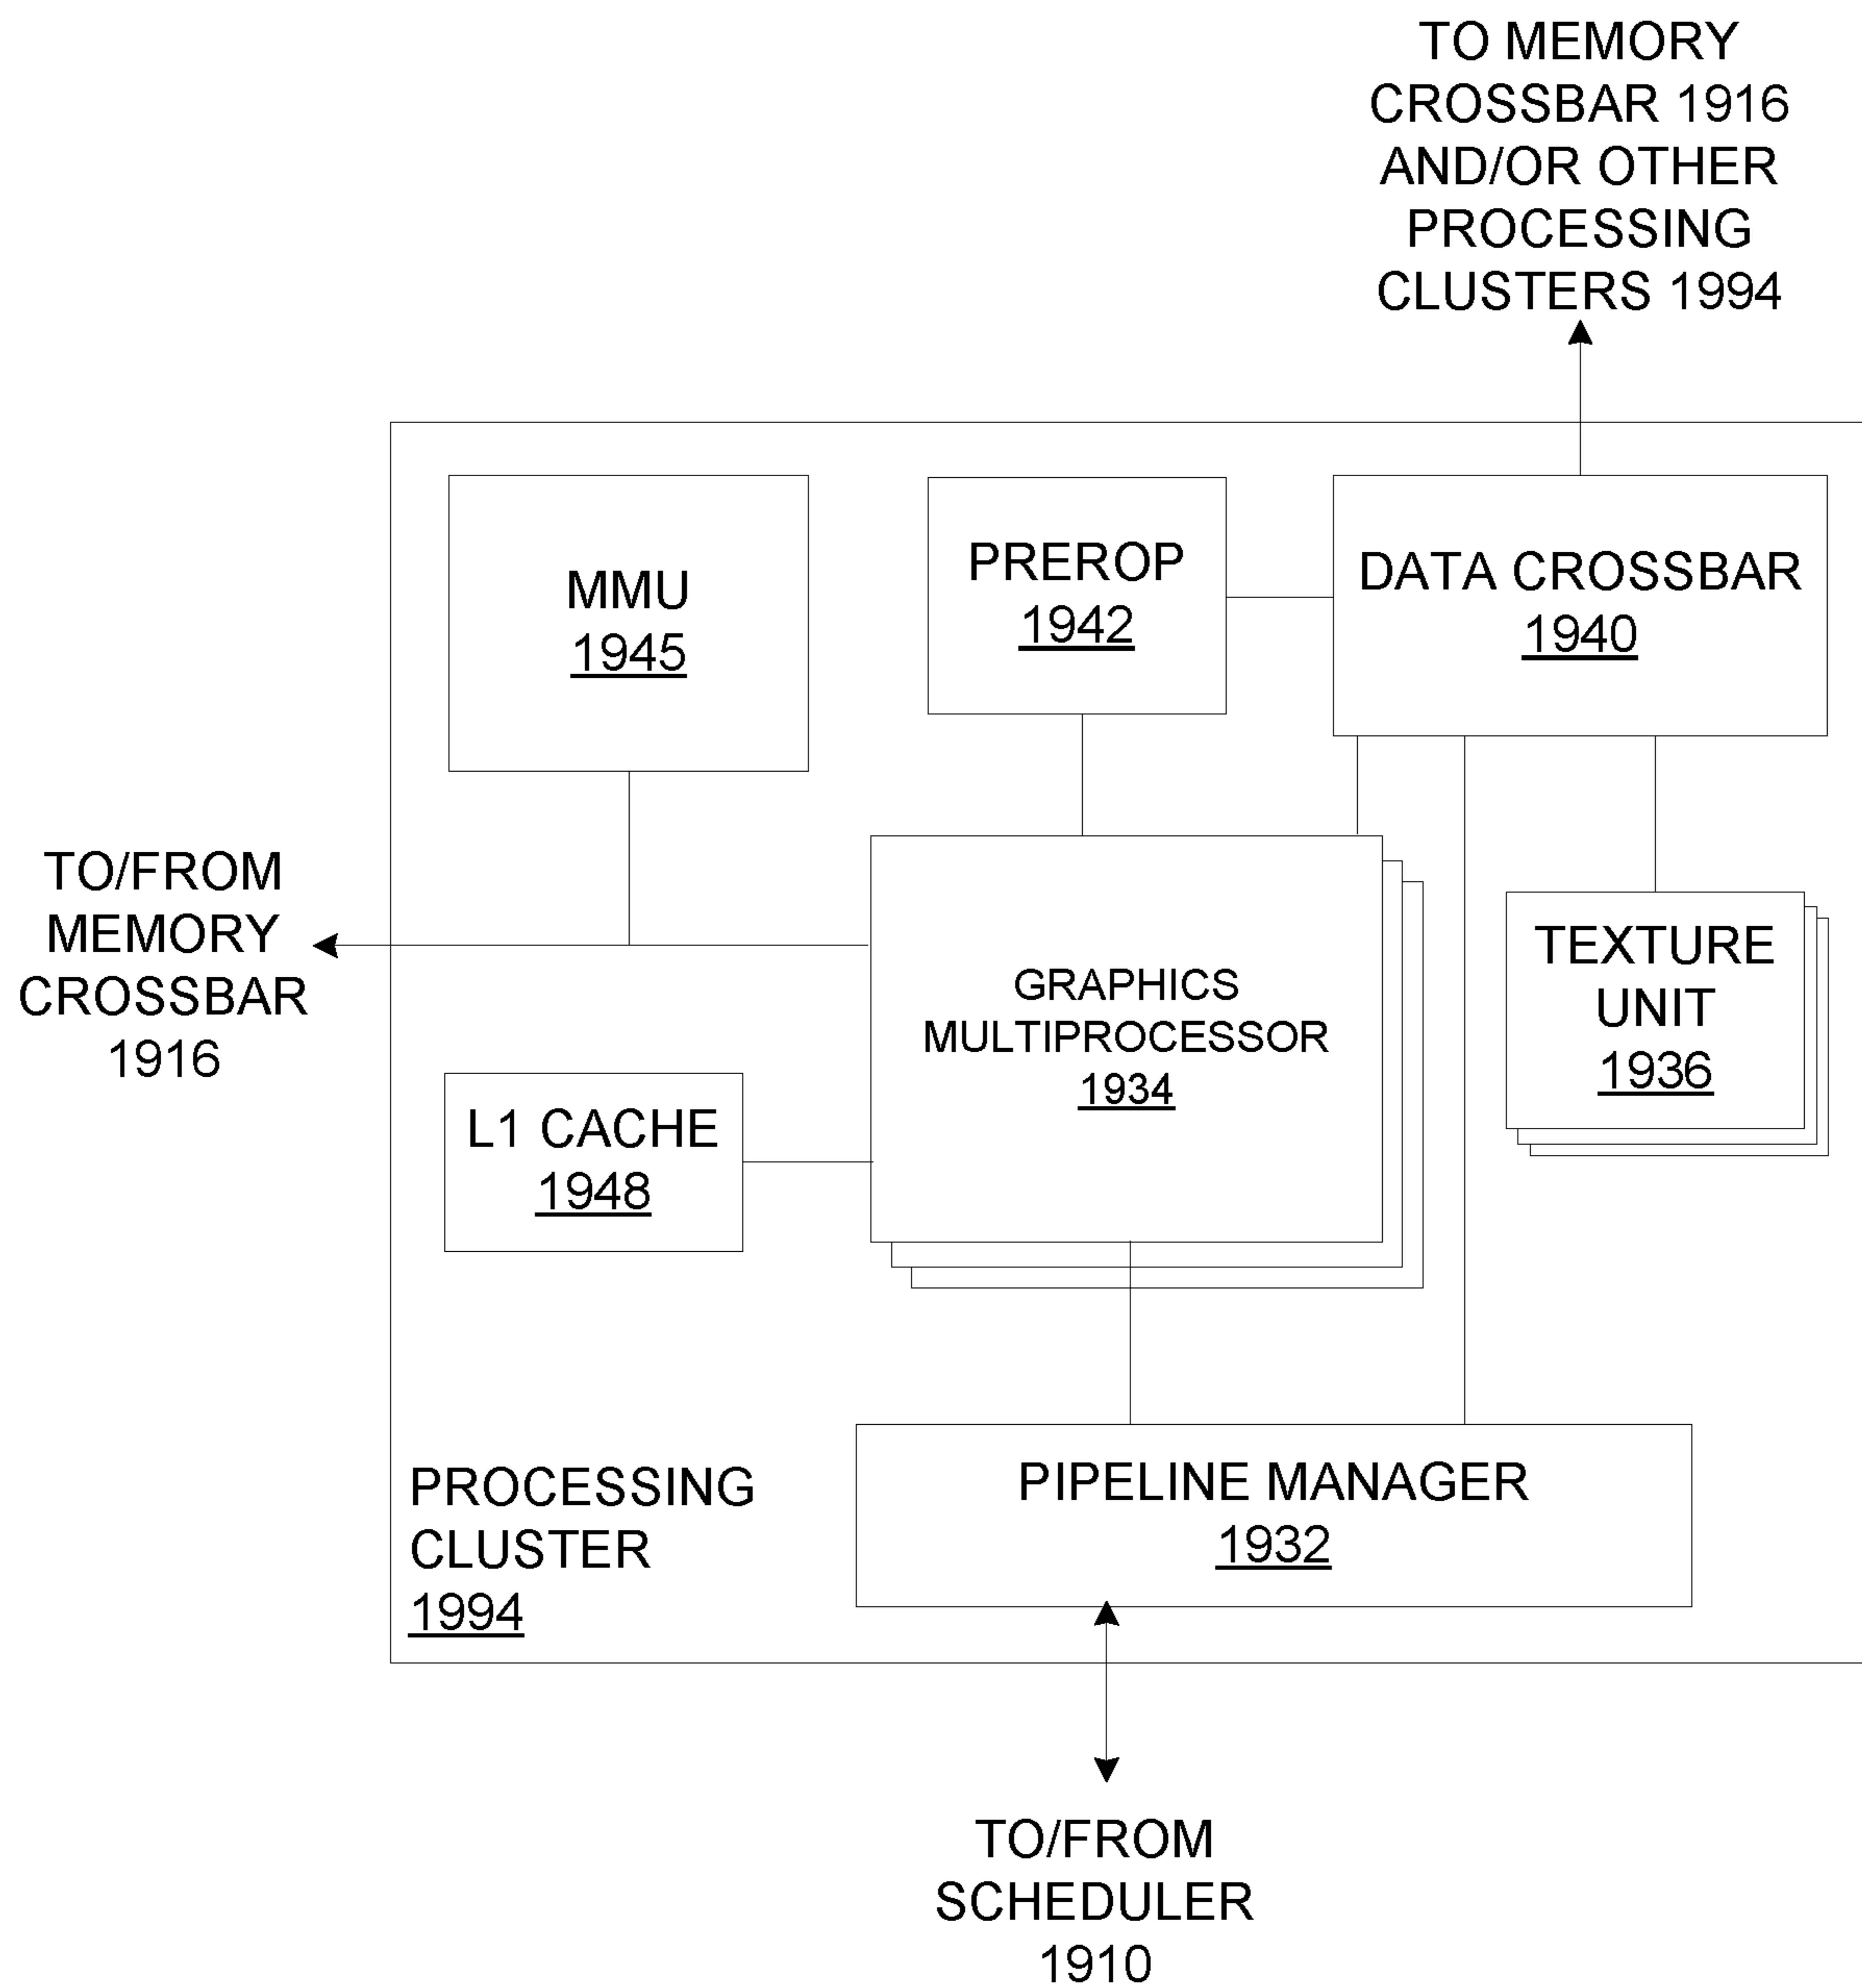 TO MEMORY
CROSSBAR 1916
AND/OR OTHER
PROCESSING
CLUSTERS 1994
MMU
1945
PREROP
1942
DATA CROSSBAR
1940
TO/FROM
MEMORY
CROSSBAR
1916
GRAPHICS
MULTIPROCESSOR
1934
TEXTURE
UNIT
1936
L1 CACHE
1948
PROCESSING
CLUSTER
1994
PIPELINE MANAGER
1932
TO/FROM
SCHEDULER
1910